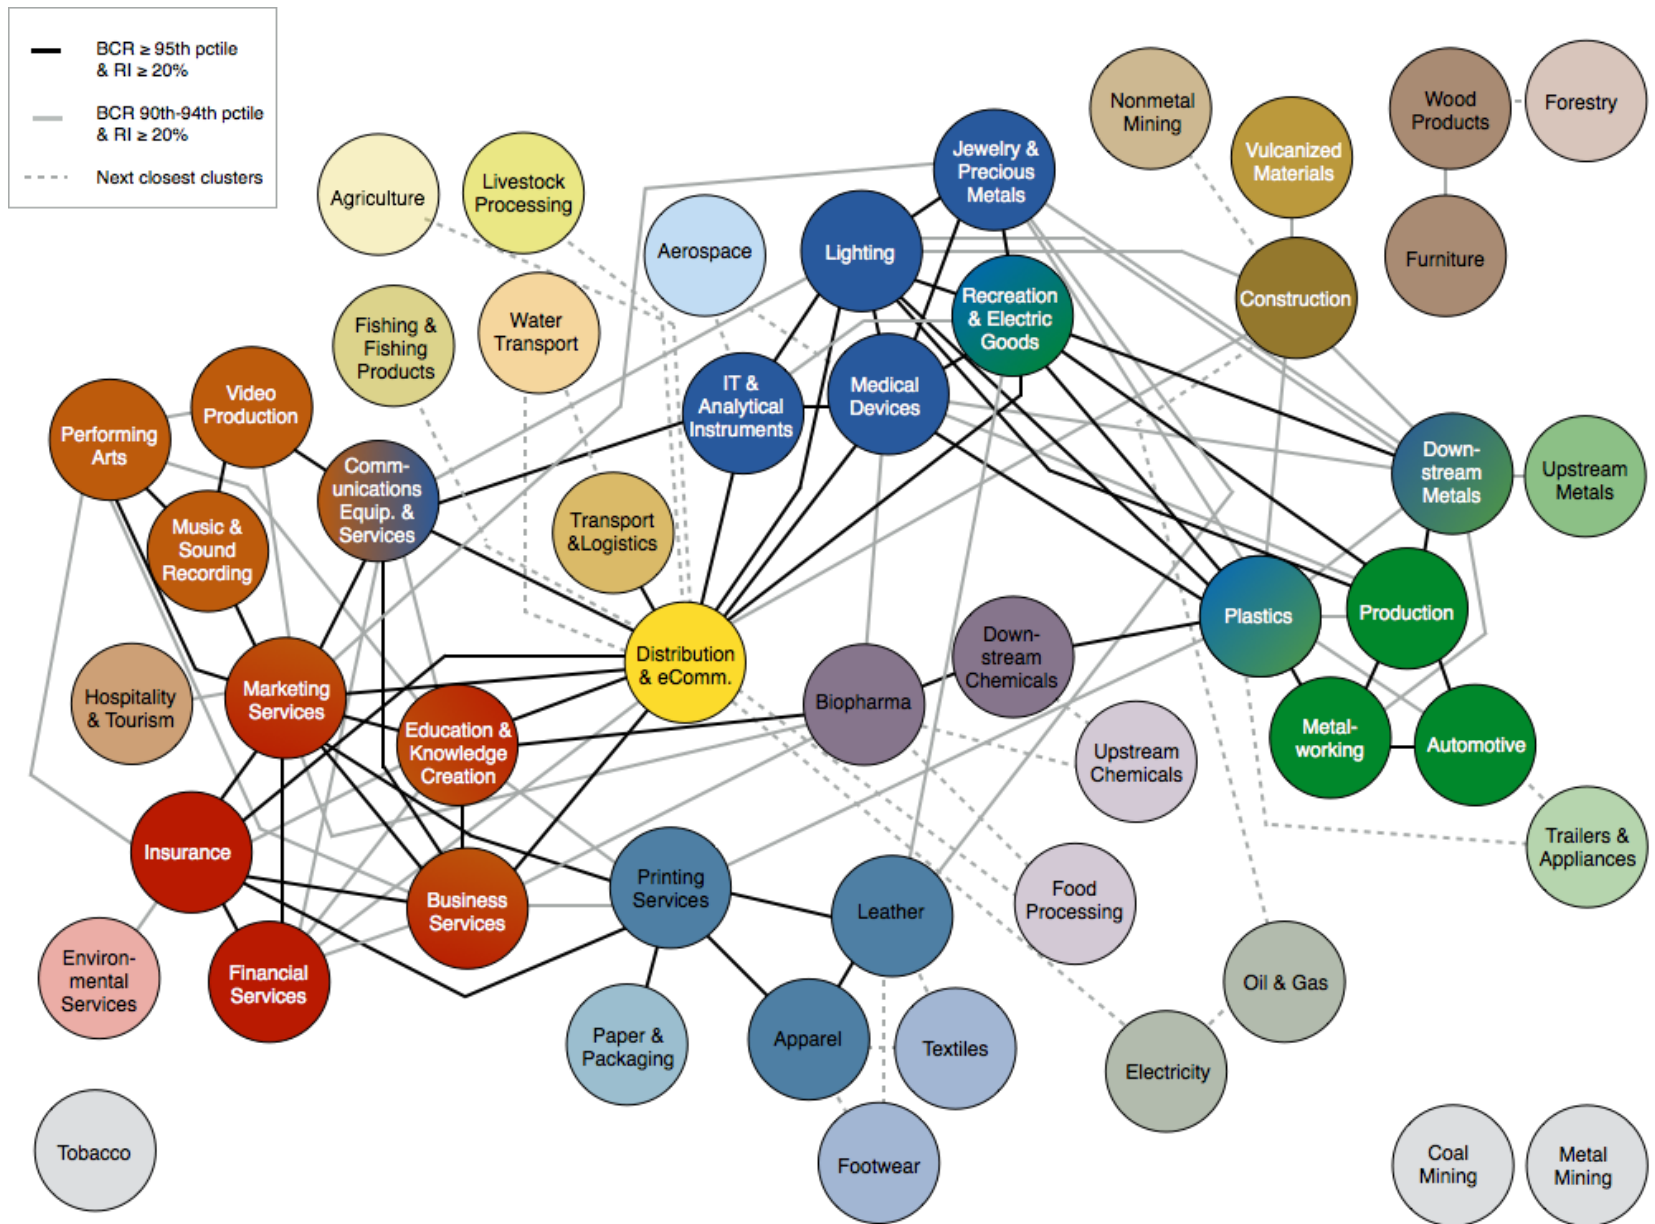 BCR ≥ 95th pctile
& RI ≥ 20%
BCR 90th-94th pctile
& RI ≥ 20%
Next closest clusters
Agriculture
Livestock
Processing
Aerospace
Lighting
Jewelry &
Precious
Metals
Nonmetal
Mining
Vulcanized
Materials
Wood
Products
Forestry
Furniture
Construction
Recreation
& Electric
Goods
Fishing &
Fishing
Products
Water
Transport
Video
Production
Performing
Arts
Comm-
unications
Equip. &
Services
IT &
Analytical
Instruments
Medical
Devices
Down-
stream
Metals
Upstream
Metals
Music &
Sound
Recording
Transport
&Logistics
Plastics
Production
Distribution
& eComm.
Down-
stream
Chemicals
Biopharma
Hospitality
& Tourism
Marketing
Services
Education &
Knowledge
Creation
Upstream
Chemicals
Metal-
working
Automotive
Insurance
Business
Services
Printing
Services
Leather
Food
Processing
Trailers &
Appliances
Environ-
mental
Services
Financial
Services
Oil & Gas
Paper &
Packaging
Apparel
Textiles
Electricity
Tobacco
Footwear
Coal
Mining
Metal
Mining